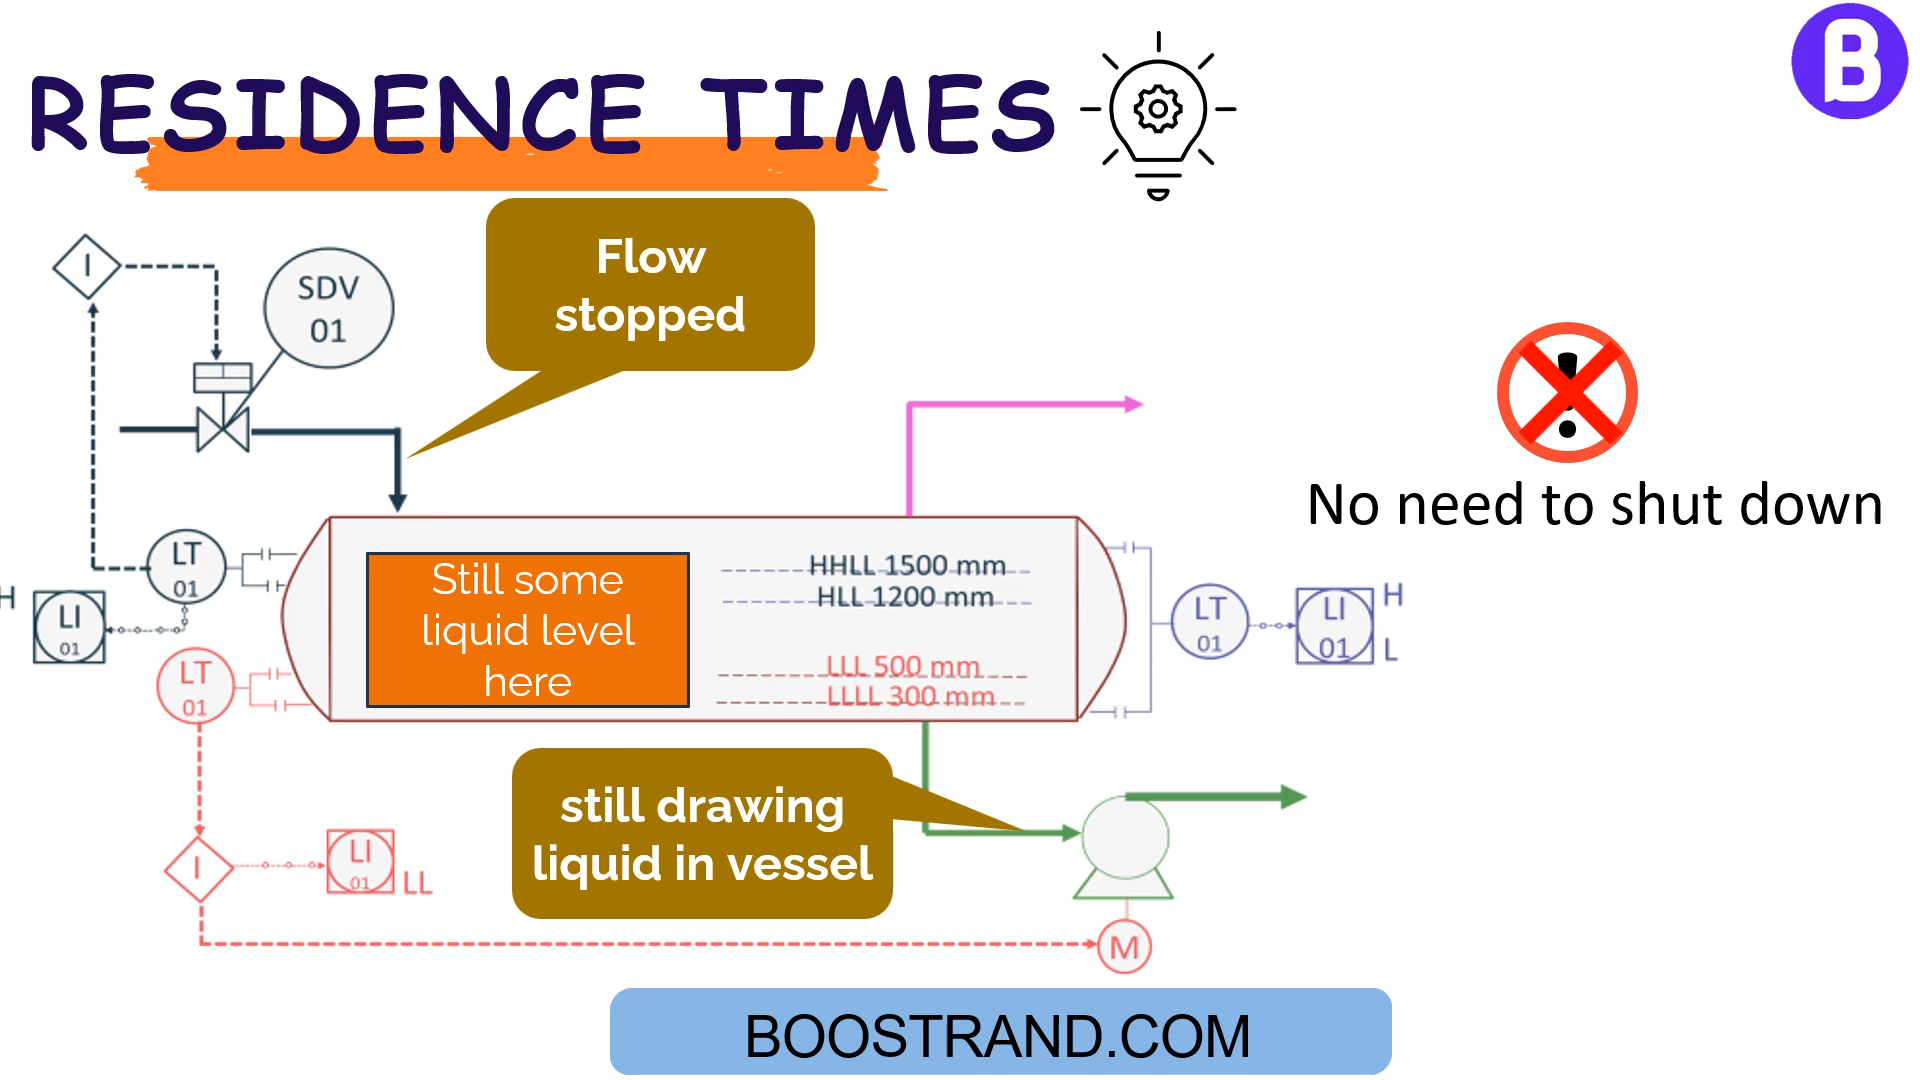 RESIDENCE TIMES
B
Flow
stopped
I
SDV
01
No need to shut down
LT
01
H
LI
01
LT
01
Still some
liquid level
here
HHLL 1500 mm
HLL 1200 mm
LLL 500 mm
LLLL 300 mm
LT
01
LI
01
H
L
still drawing
liquid in vessel
I
LI
01
LL
M
BOOSTRAND.COM